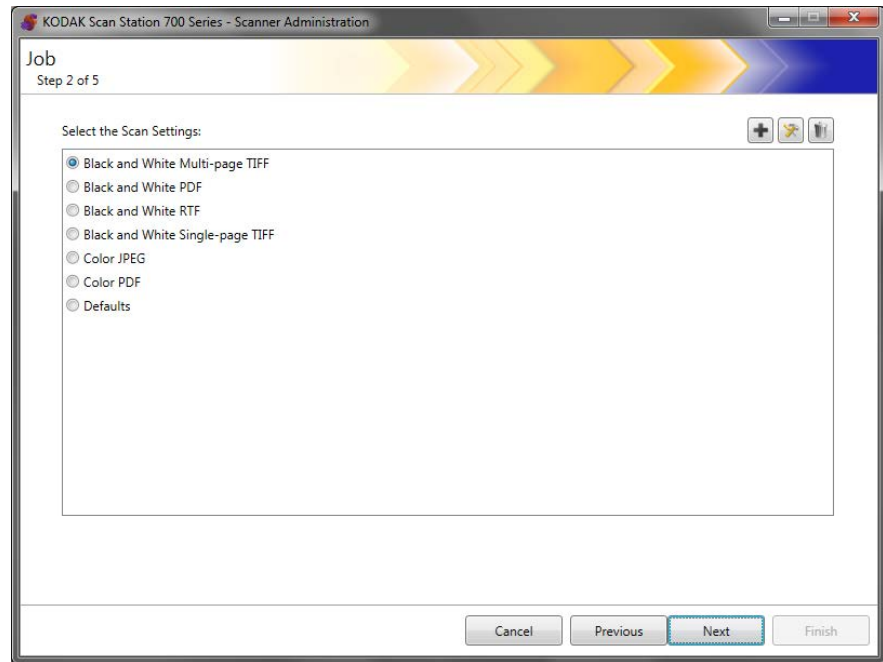 KODAK Scan Station 700 Series - Scanner Administration
Job
Step 2 of 5
Select the Scan Settings:
Black and White Multi-page TIFF
Black and White PDF
Black and White RTF
Black and White Single-page TIFF
Color JPEG
Color PDF
Defaults
Cancel Previous Next Finish